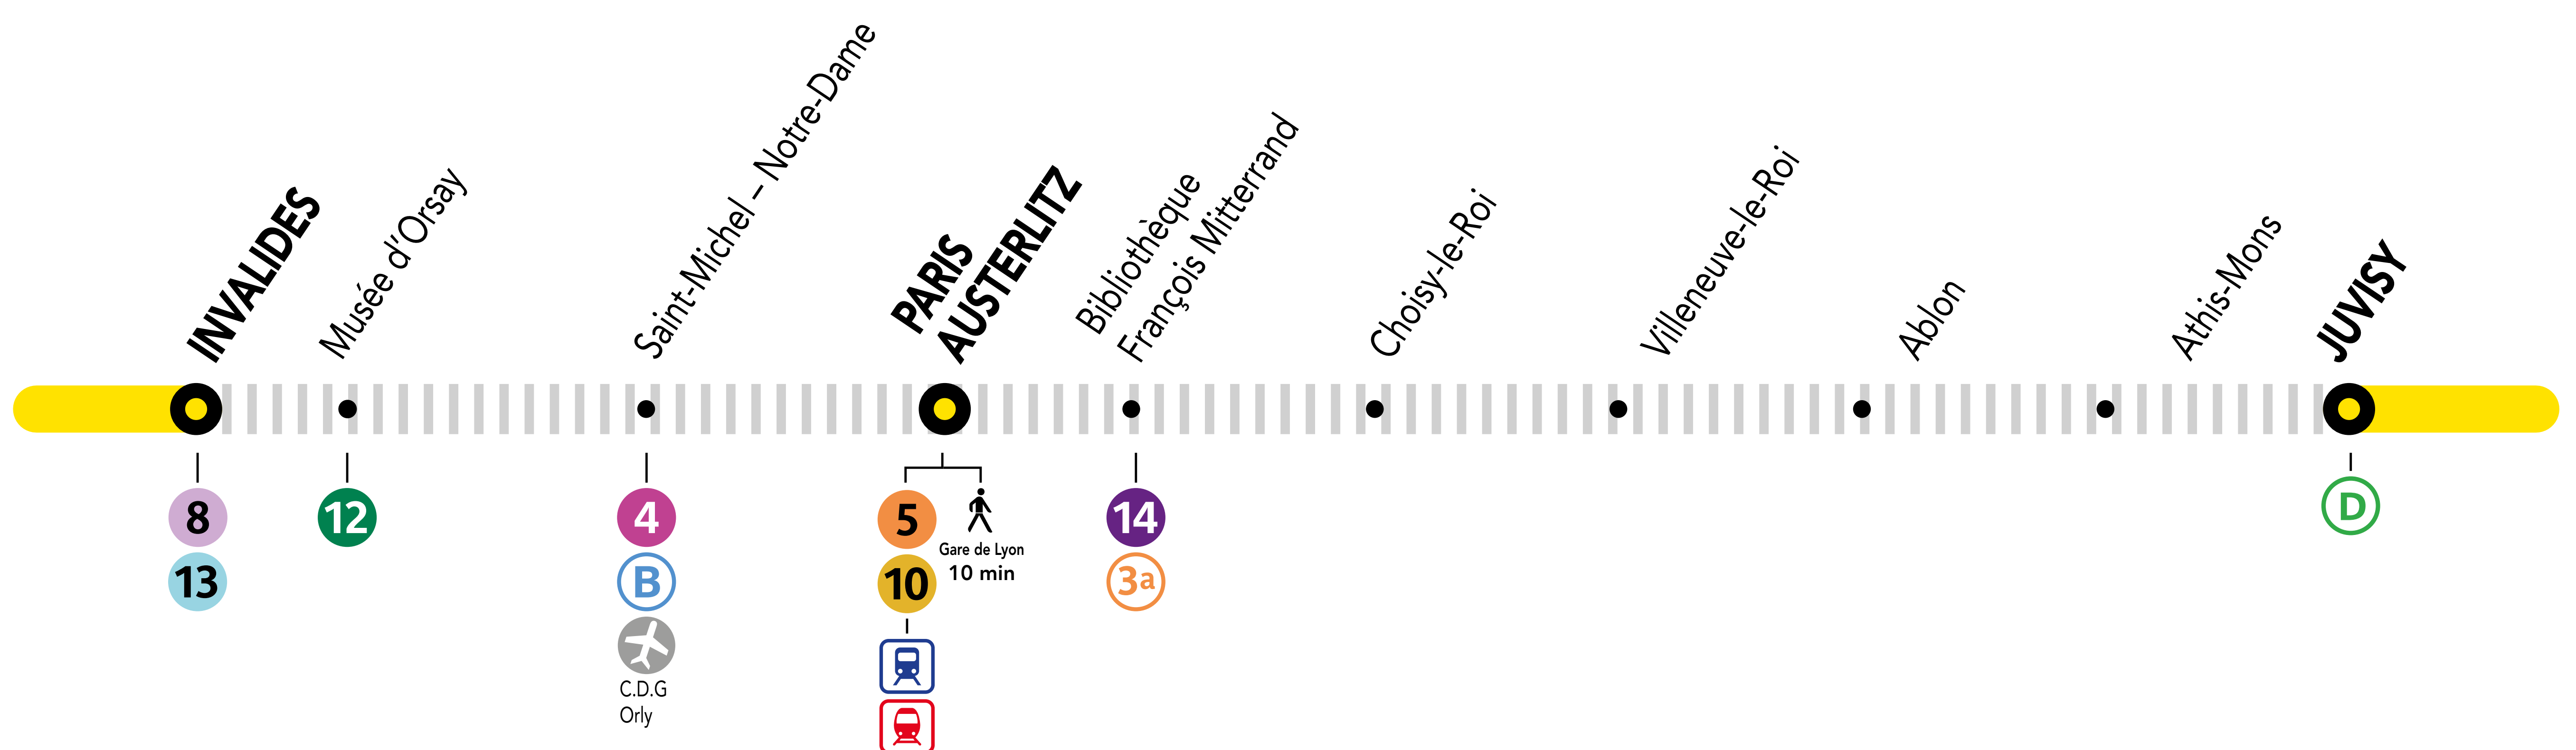 INVALIDES
Musée d'Orsay
Saint-Michel – Notre-Dame
PARIS
AUSTERLITZ
Bibliothèque
François Mitterrand
Choisy-le-Roi
Villeneuve-le-Roi
Ablon
Athis-Mons
JUVISY
8
13
12
4
B
C.D.G
Orly
5
10
Gare de Lyon
10 min
14
3a
D